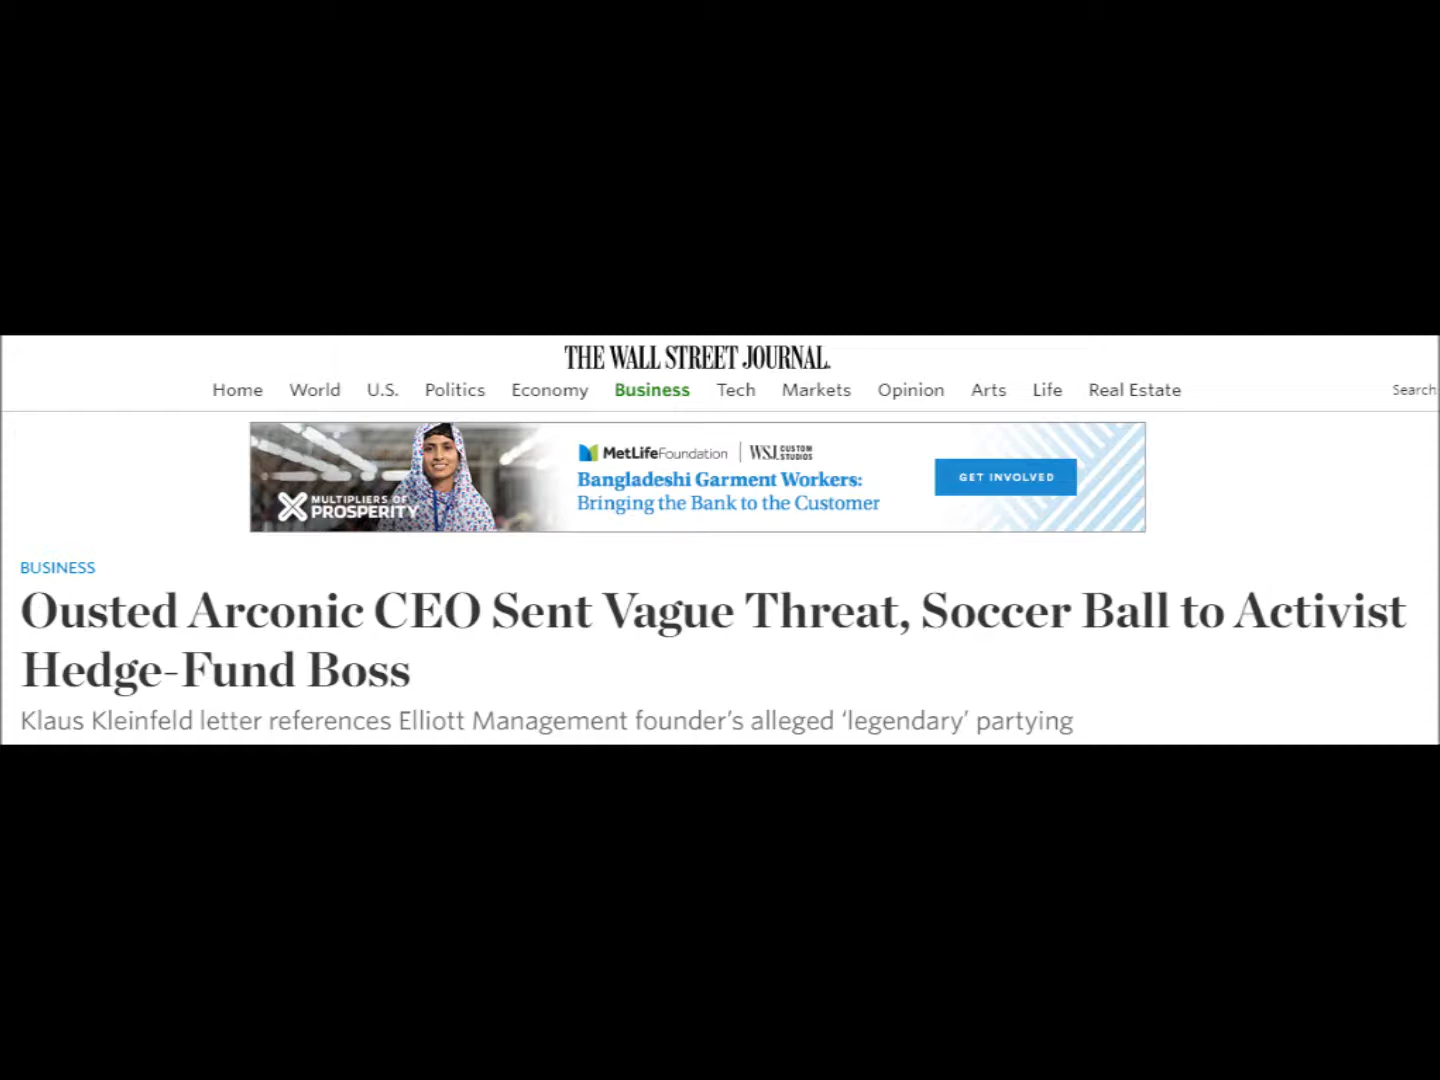 THE WALL STREET JOURNAL.
Home World U.S. Politics Economy Business Tech Markets Opinion Arts Life Real Estate Search
MetLife Foundation WSJ. CUSTOM STUDIOS
Bangladeshi Garment Workers:
Bringing the Bank to the Customer
GET INVOLVED
MULTIPLIERS OF
PROSPERITY
BUSINESS
Ousted Arconic CEO Sent Vague Threat, Soccer Ball to Activist
Hedge-Fund Boss
Klaus Kleinfeld letter references Elliott Management founder’s alleged ‘legendary’ partying